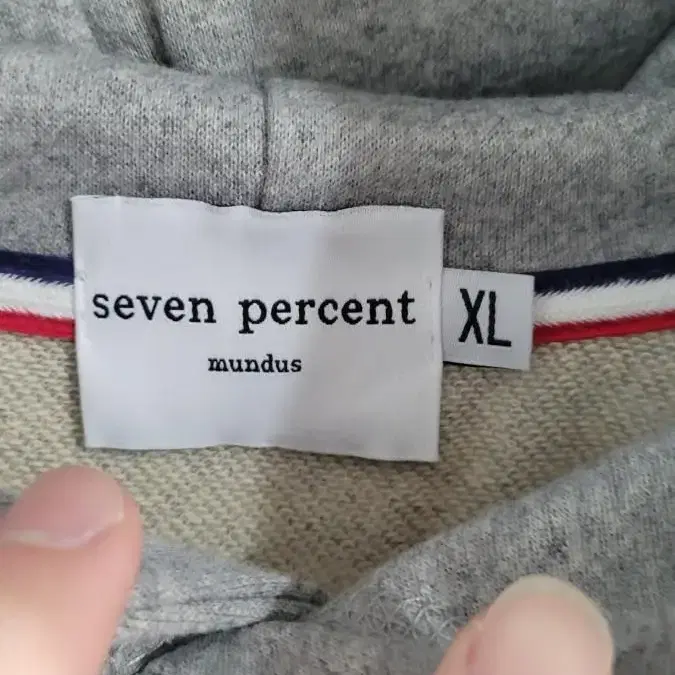 seven percent
mundus
XL